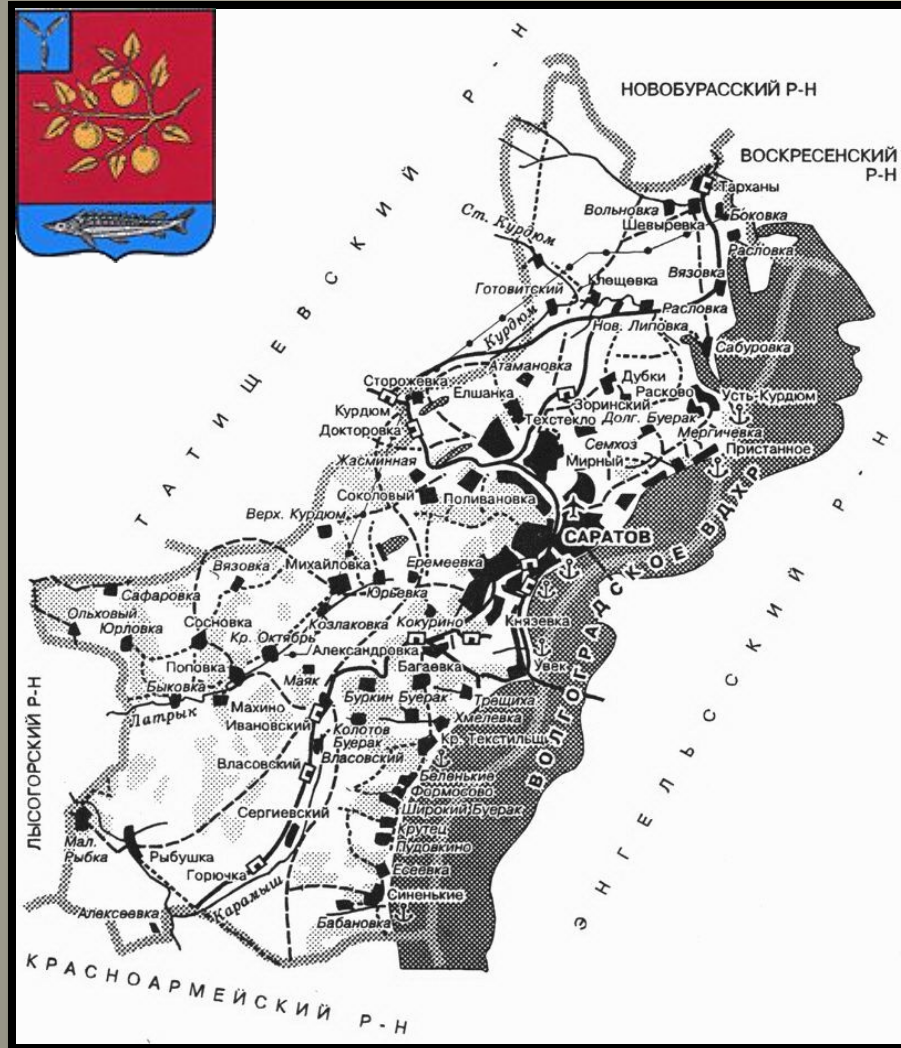 НОВОБУРАССКИЙ Р-Н
ВОСКРЕСЕНСКИЙ
Р-Н
ТАТИЩЕВСКИЙ Р-Н
Тарханы
Вольновка
Боковка
Шевыревка
Ст. Курдюм
Расловка
Вязовка
Клещевка
Готовитский
Расловка
Курдюм
Нов. Липовка
Сабуровка
Атамановка
Дубки
Сторожевка
Елшанка
Расково
Усть-Курдюм
Зоринский
Курдюм
Техстекло
Долг. Буерак
Докторовка
Мергичевка
Семхоз
Пристанное
Жасминная
Мирный
Соколовый
Поливановка
Верх. Курдюм
САРАТОВ
ВОЛГОГРАДСКОЕ ВДХР
Вязовка
Михайловка
Еремеевка
Сафаровка
Юрьевка
Ольховый
Князевка
Юрловка
Сосновка
Козлаковка
Кокурино
Кр. Октябрь
Александровка
Увек
Поповка
Багаевка
Маяк
Быковка
Буркин Буерак
Трещиха
Латрык
Махино
Ивановский
Хмелевка
Колотов
Буерак
Кр. Текстильщ.
Власовский
Власовский
Беленькие
Формосово
Широкий Буерак
Сергиевский
Крутец
Пудовкино
Мал.
Рыбка
Рыбушка
Горючка
Есеевка
Карамыш
Синенькие
Алексеевка
Бабановка
ЛЫСОГОРСКИЙ Р-Н
ЭНГЕЛЬССКИЙ Р-Н
КРАСНОАРМЕЙСКИЙ Р-Н